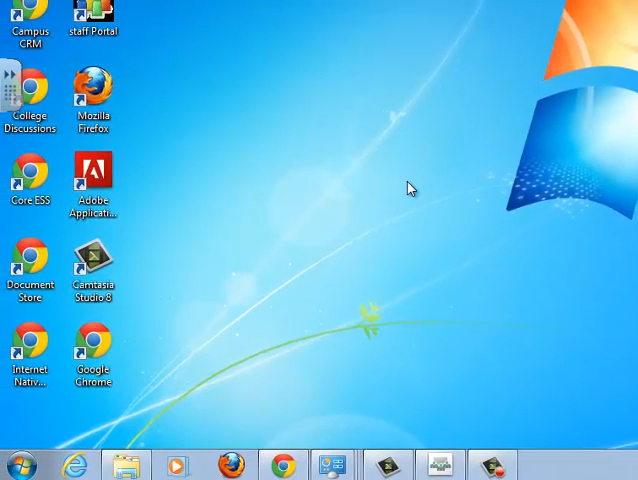 Campus
CRM
staff Portal
College
Discussions
Mozilla
Firefox
Core ESS
Adobe
Applicati...
Document
Store
Camtasia
Studio 8
Internet
Nativ...
Google
Chrome